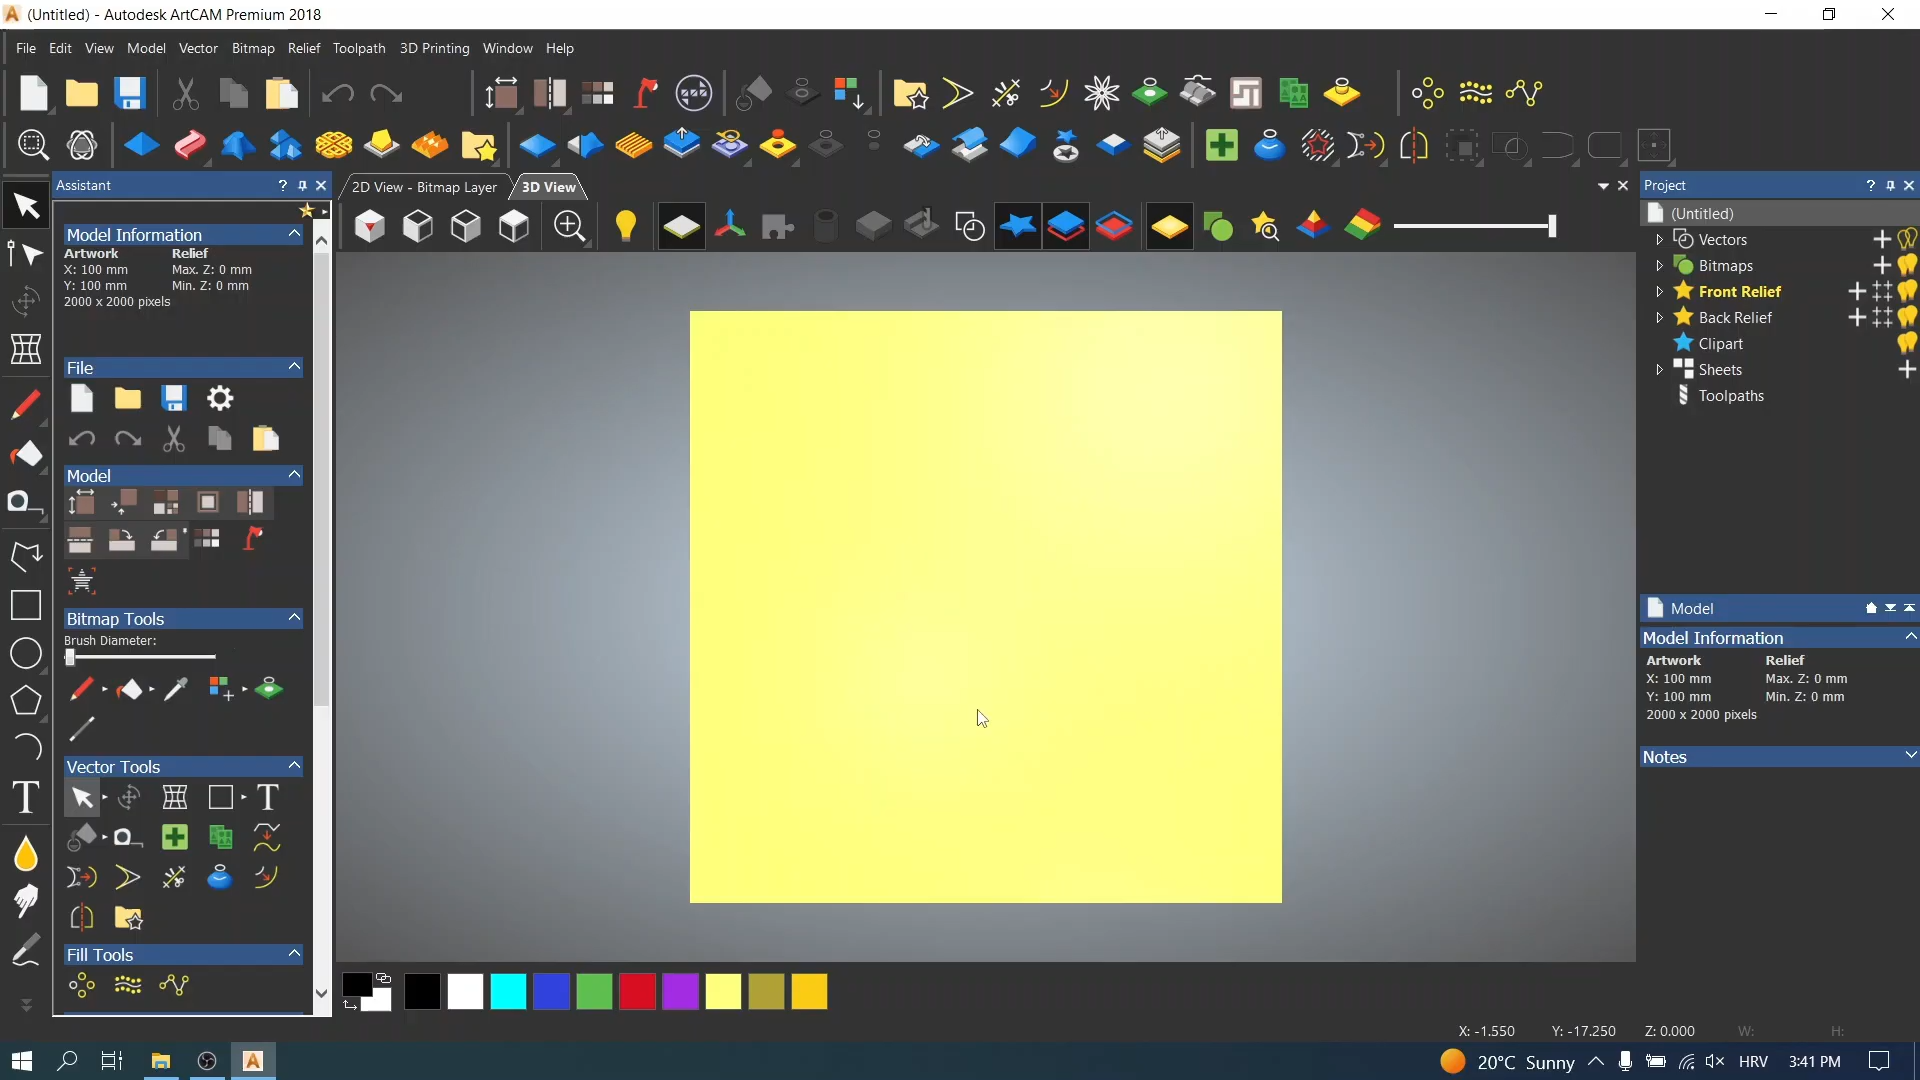 (Untitled) - Autodesk ArtCAM Premium 2018
File Edit View Model Vector Bitmap Relief Toolpath 3D Printing Window Help
Assistant
2D View - Bitmap Layer
3D View
Project
Model Information
Artwork Relief
X: 100 mm Max. Z: 0 mm
Y: 100 mm Min. Z: 0 mm
2000 x 2000 pixels
File
Model
Bitmap Tools
Brush Diameter:
Vector Tools
Fill Tools
(Untitled)
Vectors
Bitmaps
Front Relief
Back Relief
Clipart
Sheets
Toolpaths
Model
Model Information
Artwork Relief
X: 100 mm Max. Z: 0 mm
Y: 100 mm Min. Z: 0 mm
2000 x 2000 pixels
Notes
X: -1.550 Y: -17.250 Z: 0.000 W: H:
20°C Sunny HRV 3:41 PM